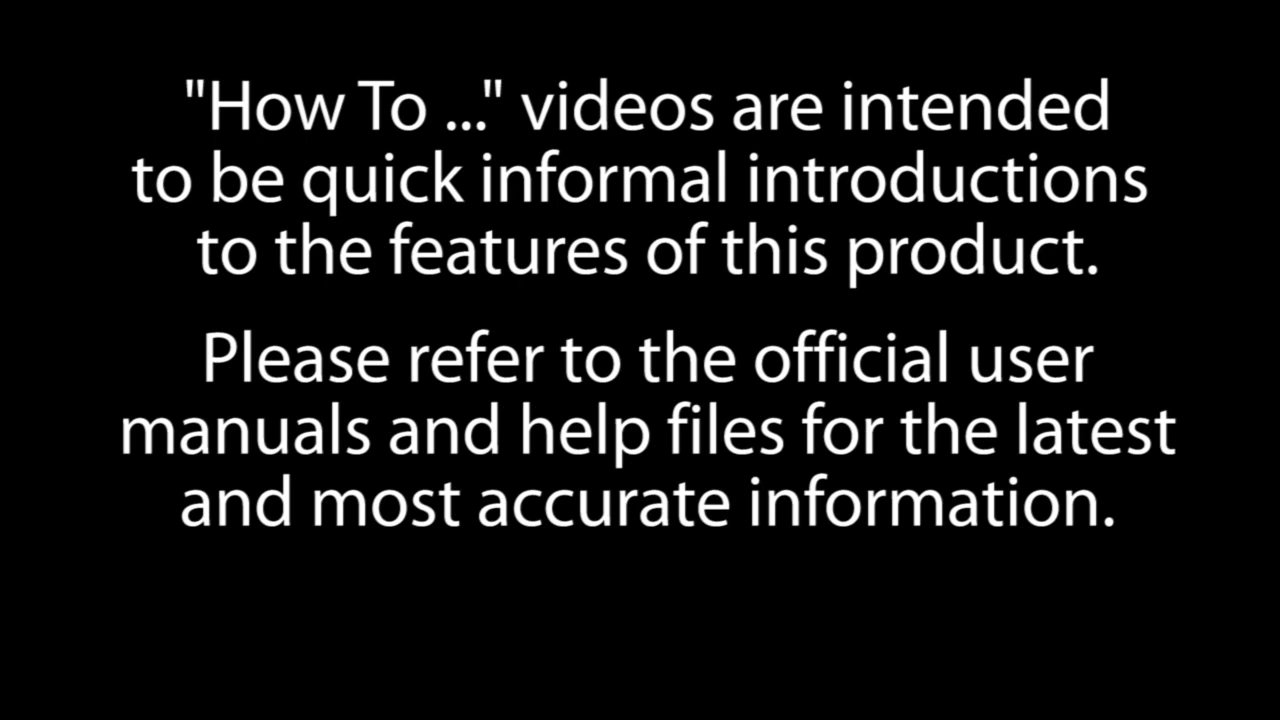 "How To ..." videos are intended
to be quick informal introductions
to the features of this product.
Please refer to the official user
manuals and help files for the latest
and most accurate information.